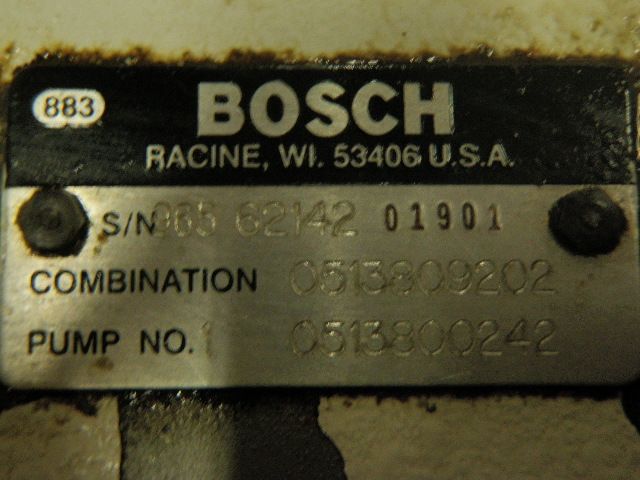 883
BOSCH
RACINE, WI. 53406 U.S.A.
S/N 965 62142 01901
COMBINATION 0513809202
PUMP NO. 1 0513800242